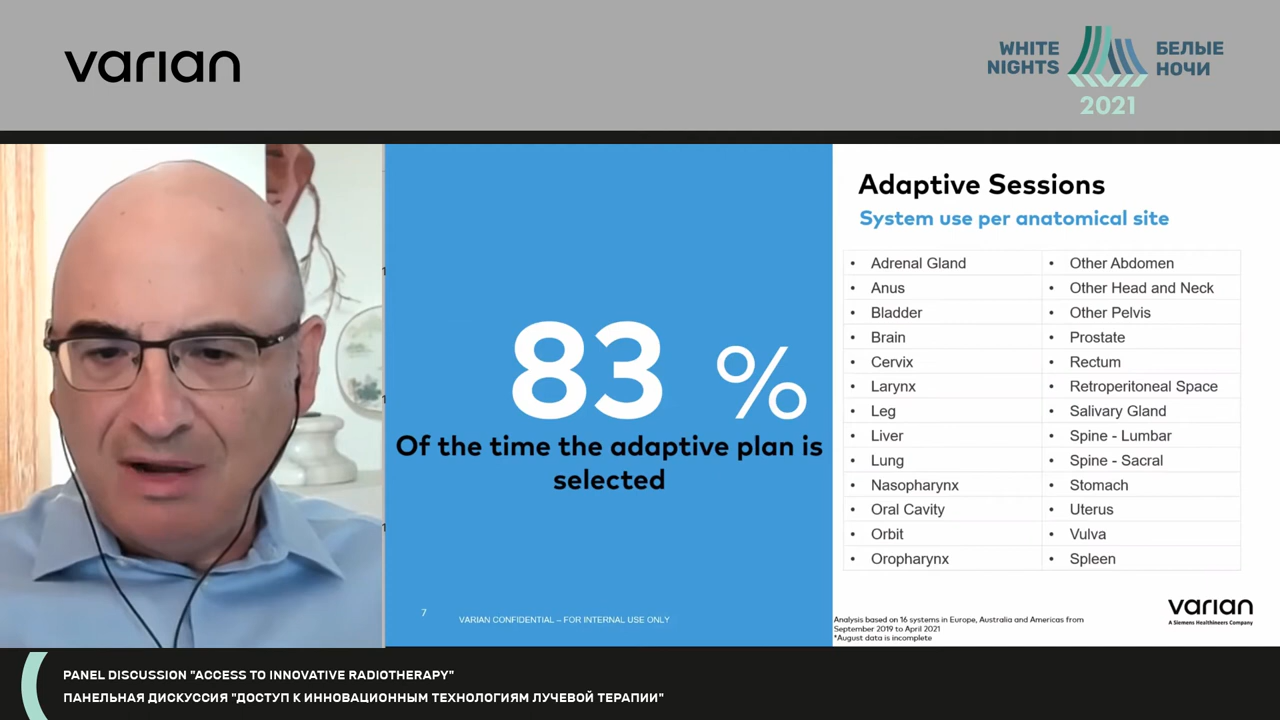 varian
WHITE
NIGHTS
БЕЛЫЕ
НОЧИ
2021
83 %
Of the time the adaptive plan is
selected
7
VARIAN CONFIDENTIAL – FOR INTERNAL USE ONLY
Adaptive Sessions
System use per anatomical site
• Adrenal Gland
• Anus
• Bladder
• Brain
• Cervix
• Larynx
• Leg
• Liver
• Lung
• Nasopharynx
• Oral Cavity
• Orbit
• Oropharynx
• Other Abdomen
• Other Head and Neck
• Other Pelvis
• Prostate
• Rectum
• Retroperitoneal Space
• Salivary Gland
• Spine - Lumbar
• Spine - Sacral
• Stomach
• Uterus
• Vulva
• Spleen
varian
A Siemens Healthineers Company
Analysis based on 16 systems in Europe, Australia and Americas from
September 2019 to April 2021
*August data is incomplete
PANEL DISCUSSION "ACCESS TO INNOVATIVE RADIOTHERAPY"
ПАНЕЛЬНАЯ ДИСКУССИЯ "ДОСТУП К ИННОВАЦИОННЫМ ТЕХНОЛОГИЯМ ЛУЧЕВОЙ ТЕРАПИИ"